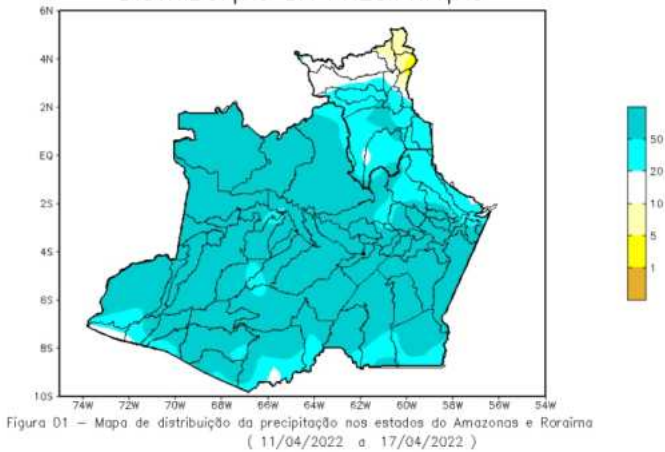 6N
4N
2N
EQ
2S
4S
6S
8S
10S
74W 72W 70W 68W 66W 64W 62W 60W 58W 56W 54W
50
20
10
5
1
Figura D1 – Mapa de distribuição da precipitação nos estados do Amazonas e Roraima
( 11/04/2022 a 17/04/2022 )